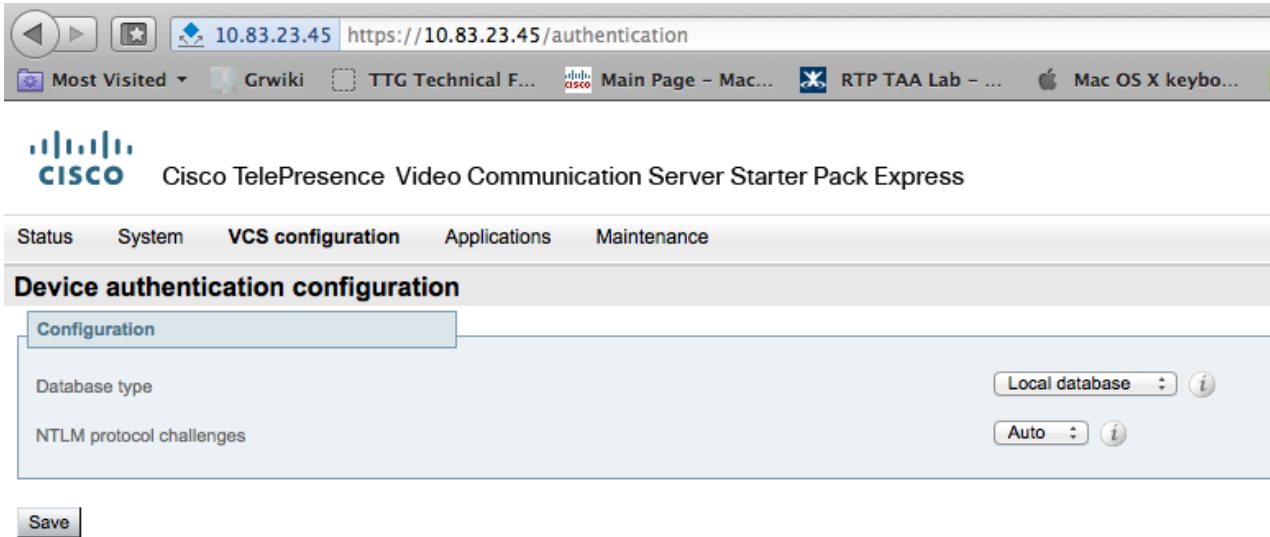 10.83.23.45 https://10.83.23.45/authentication
Most Visited Grwiki TTG Technical F... Main Page – Mac... RTP TAA Lab – ... Mac OS X keybo...
CISCO Cisco TelePresence Video Communication Server Starter Pack Express
Status System VCS configuration Applications Maintenance
Device authentication configuration
Configuration
Database type Local database i
NTLM protocol challenges Auto i
Save